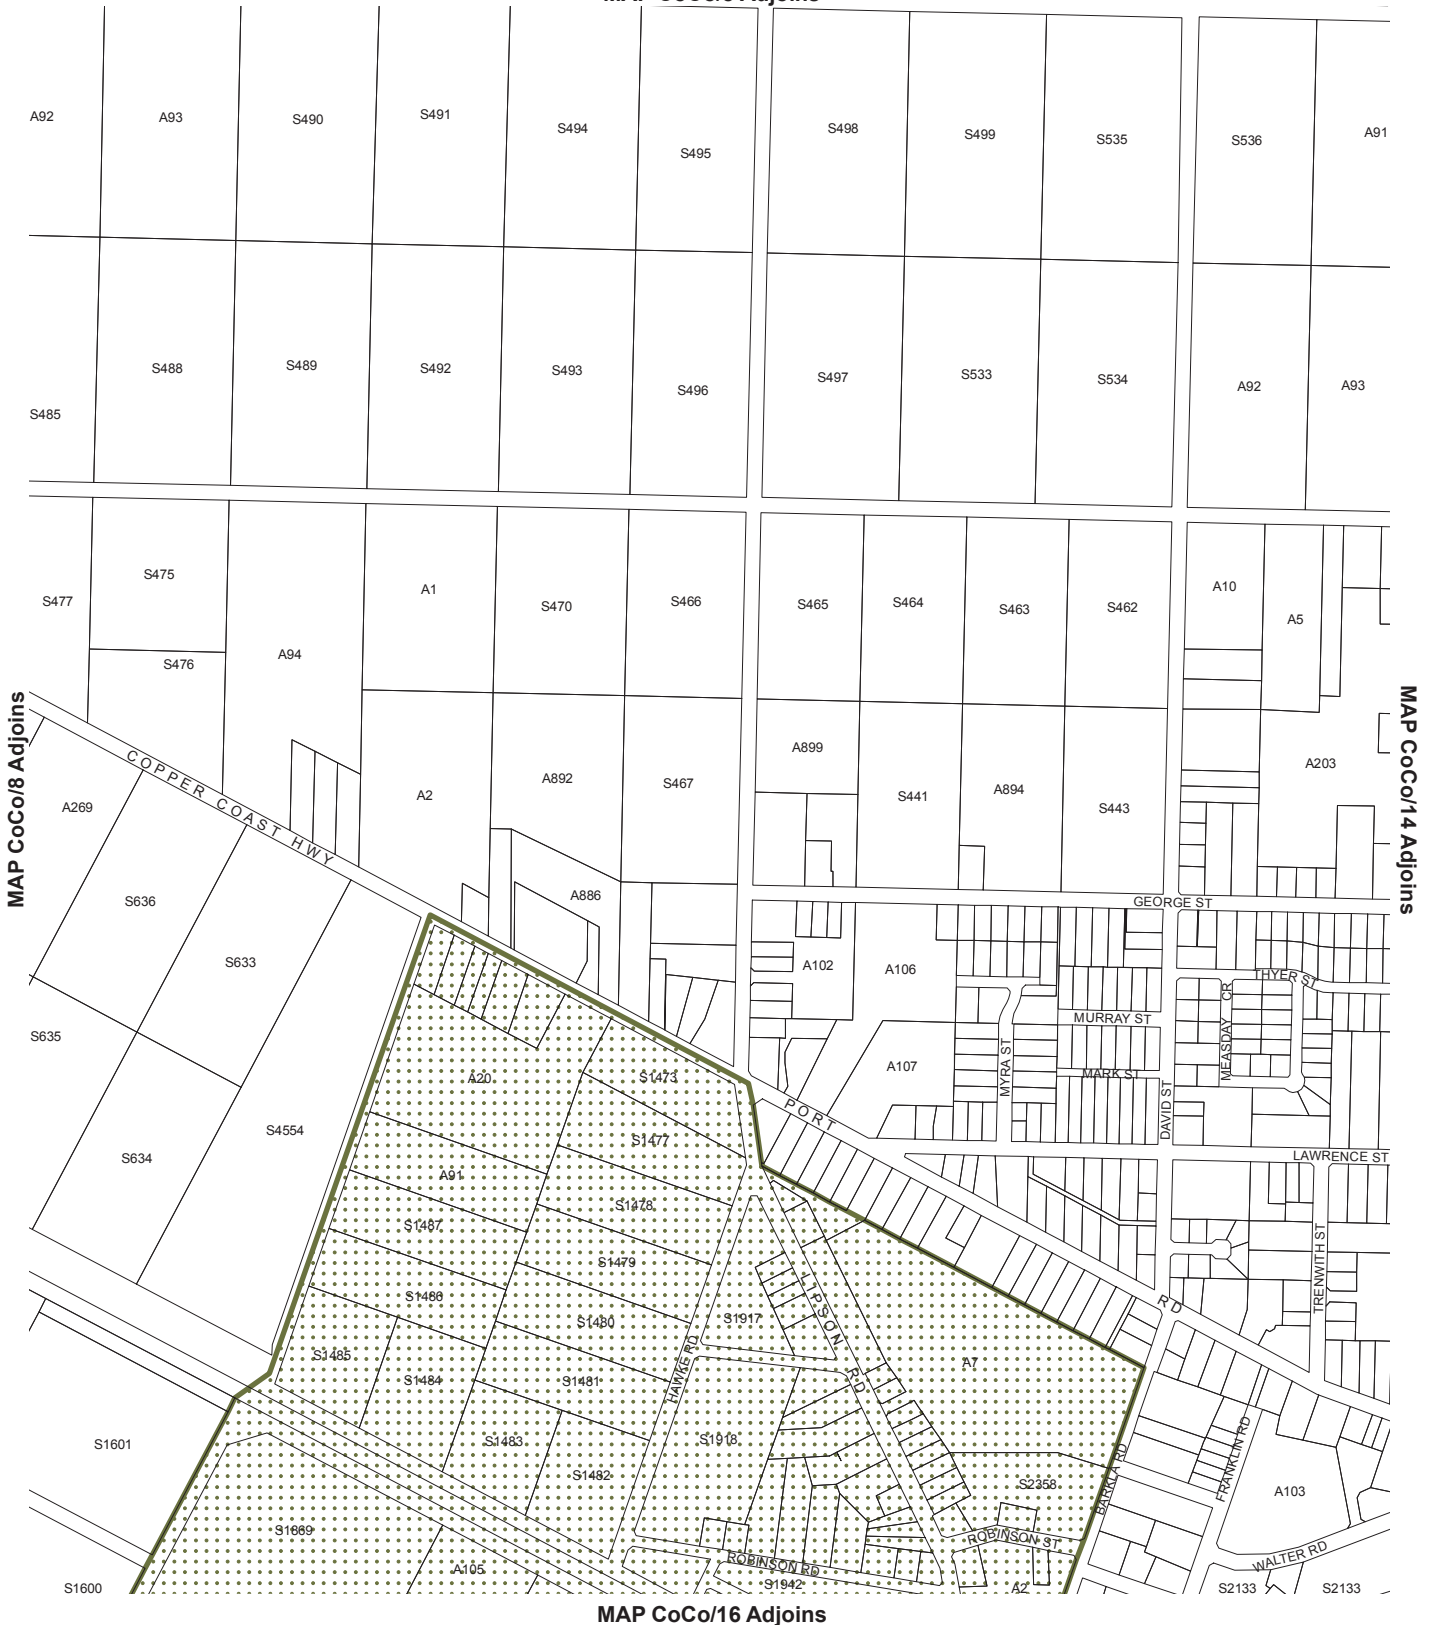 A92
A93
S490
S491
S494
S495
S498
S499
S535
S536
A91
S485
S488
S489
S492
S493
S496
S497
S533
S534
A92
A93
S477
S475
S476
A94
A1
S470
S466
S465
S464
S463
S462
A10
A5
MAP CoCo/8 Adjoins
MAP CoCo/14 Adjoins
COPPER COAST HWY
A269
A2
A892
S467
A899
S441
A894
S443
A203
S636
S633
A886
GEORGE ST
A102
A106
THYER ST
S635
S634
S4554
MURRAY ST
MEASDAY CR
MYRA ST
MARK ST
DAVID ST
A107
A20
S1473
PORT
RD
S1477
LAWRENCE ST
A91
S1478
S1487
S1479
S1486
S1480
S1917
LIPSON
RD
TRENWITH ST
S1485
S1484
S1481
HAWKE RD
A7
S1601
S1483
S1482
S1918
S2358
BARKLA RD
FRANKLIN RD
A103
S1869
A105
ROBINSON RD
ROBINSON ST
WALTER RD
S1600
S1942
A2
S2133
S2133
MAP CoCo/16 Adjoins